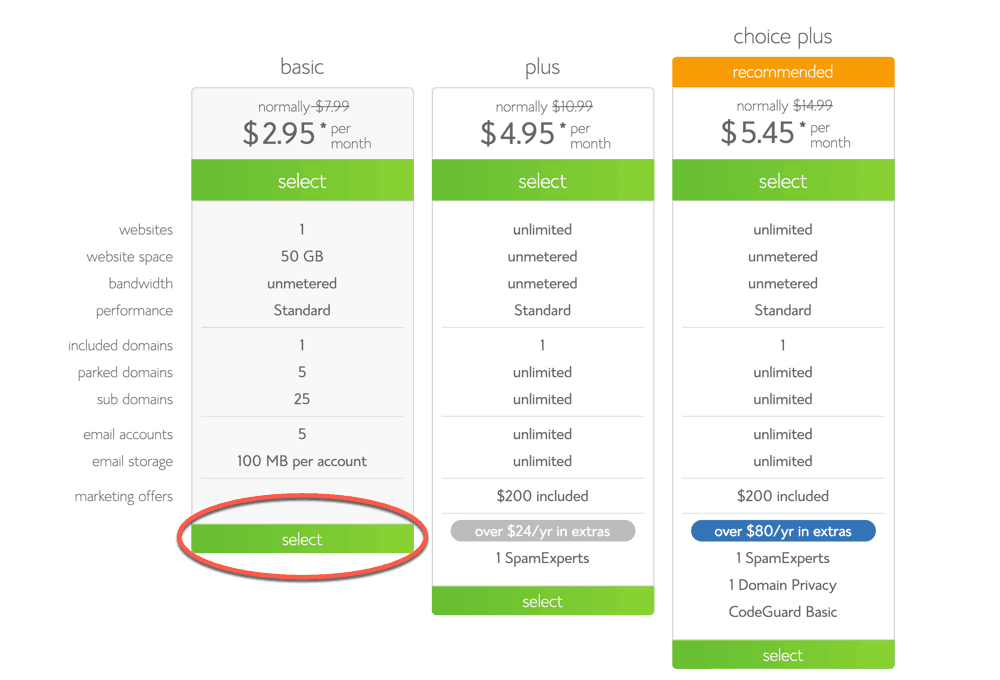 choice plus
basic plus recommended
normally $7.99 normally $10.99 normally $14.99
$2.95 * per month $4.95 * per month $5.45 * per month
select select select
websites 1 unlimited unlimited
website space 50 GB unmetered unmetered
bandwidth unmetered unmetered unmetered
performance Standard Standard Standard
included domains 1 1 1
parked domains 5 unlimited unlimited
sub domains 25 unlimited unlimited
email accounts 5 unlimited unlimited
email storage 100 MB per account unlimited unlimited
marketing offers $200 included $200 included
select over $24/yr in extras over $80/yr in extras
1 SpamExperts 1 SpamExperts
1 Domain Privacy
select CodeGuard Basic
select